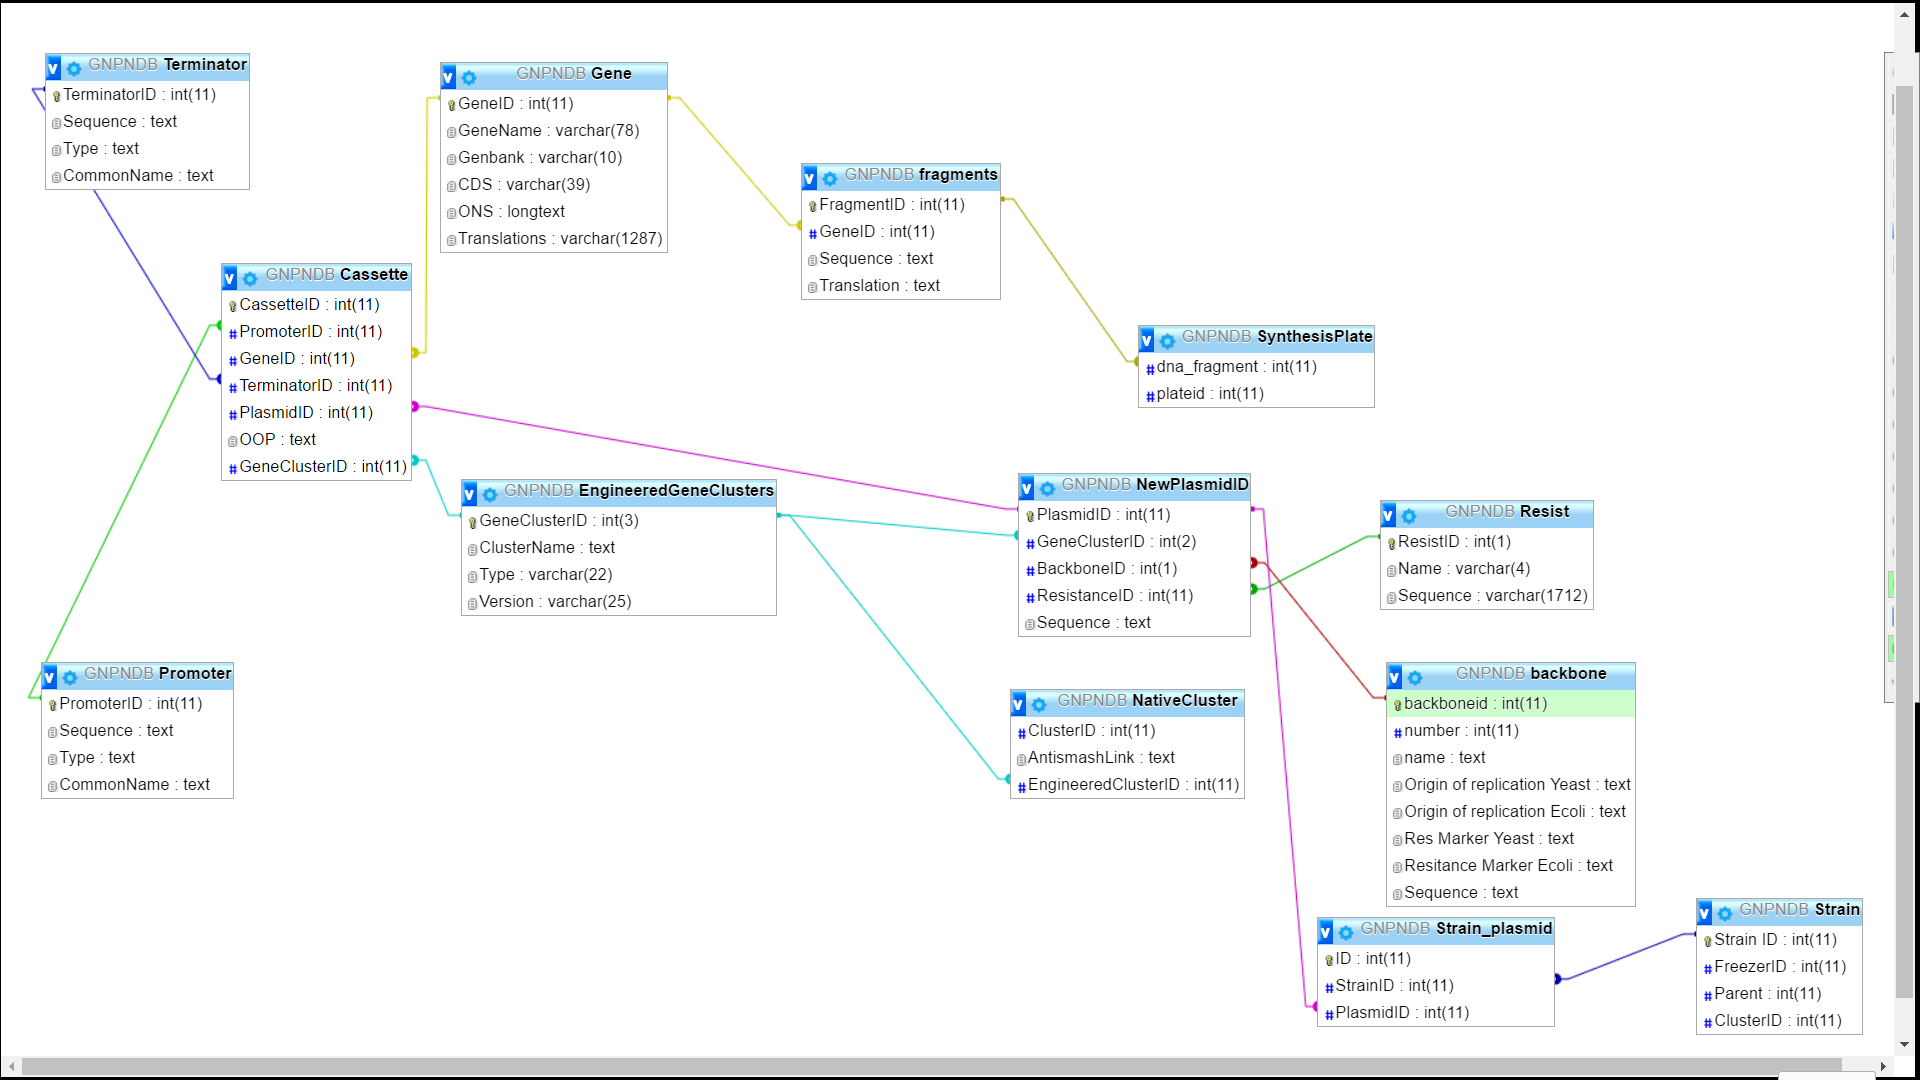 GNPNDB Terminator
TerminatorID : int(11)
Sequence : text
Type : text
CommonName : text
GNPNDB Gene
GeneID : int(11)
GeneName : varchar(78)
Genbank : varchar(10)
CDS : varchar(39)
ONS : longtext
Translations : varchar(1287)
GNPNDB fragments
FragmentID : int(11)
# GeneID : int(11)
Sequence : text
Translation : text
GNPNDB Cassette
CassetteID : int(11)
# PromoterID : int(11)
# GeneID : int(11)
# TerminatorID : int(11)
# PlasmidID : int(11)
OOP : text
# GeneClusterID : int(11)
GNPNDB SynthesisPlate
# dna_fragment : int(11)
# plateid : int(11)
GNPNDB EngineeredGeneClusters
GeneClusterID : int(3)
ClusterName : text
Type : varchar(22)
Version : varchar(25)
GNPNDB NewPlasmidID
PlasmidID : int(11)
# GeneClusterID : int(2)
# BackboneID : int(1)
# ResistanceID : int(11)
Sequence : text
GNPNDB Resist
ResistID : int(1)
Name : varchar(4)
Sequence : varchar(1712)
GNPNDB Promoter
PromoterID : int(11)
Sequence : text
Type : text
CommonName : text
GNPNDB NativeCluster
# ClusterID : int(11)
AntismashLink : text
# EngineeredClusterID : int(11)
GNPNDB backbone
backboneid : int(11)
# number : int(11)
name : text
Origin of replication Yeast : text
Origin of replication Ecoli : text
Res Marker Yeast : text
Resitance Marker Ecoli : text
Sequence : text
GNPNDB Strain_plasmid
ID : int(11)
# StrainID : int(11)
# PlasmidID : int(11)
GNPNDB Strain
Strain ID : int(11)
# FreezerID : int(11)
# Parent : int(11)
# ClusterID : int(11)